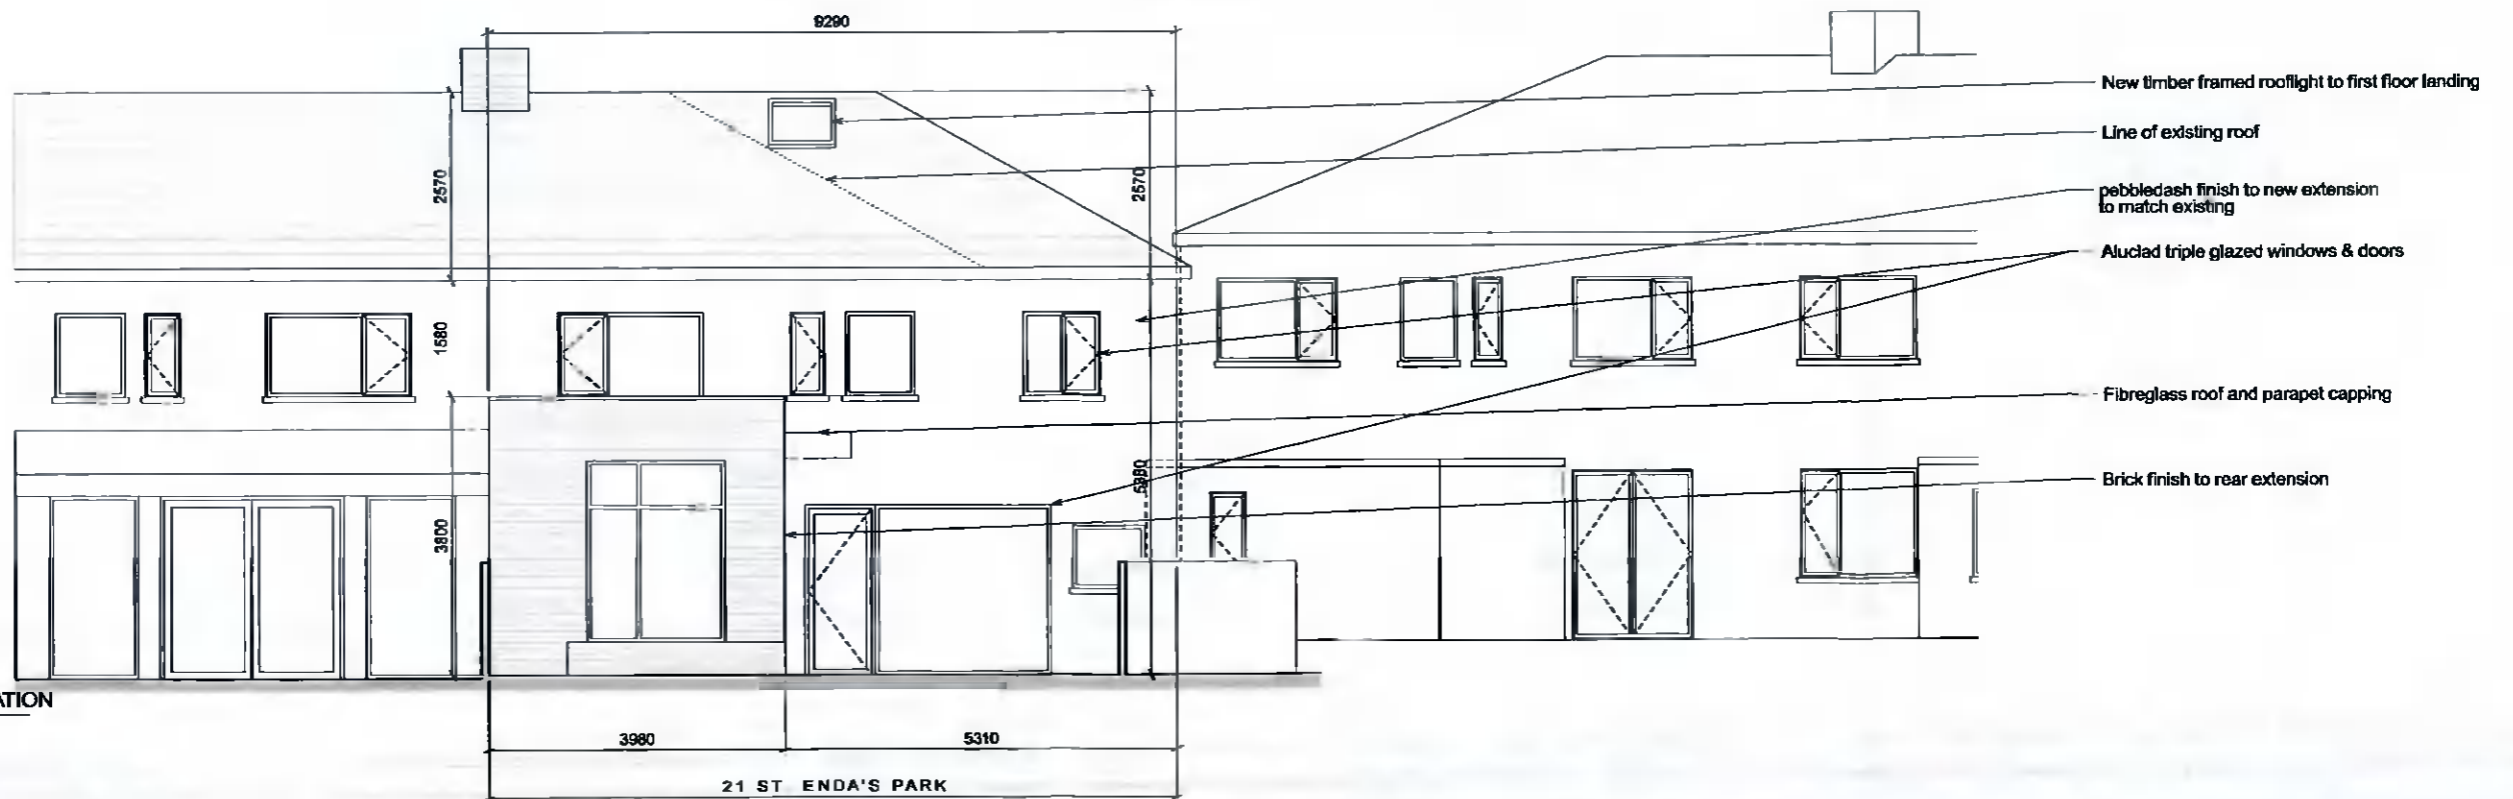 9290
New timber framed rooflight to first floor landing
Line of existing roof
2570
2570
pebbledash finish to new extension
to match existing
Aluclad triple glazed windows & doors
1580
Fibreglass roof and parapet capping
Brick finish to rear extension
3800
ATION
3980
5310
21 ST ENDA'S PARK